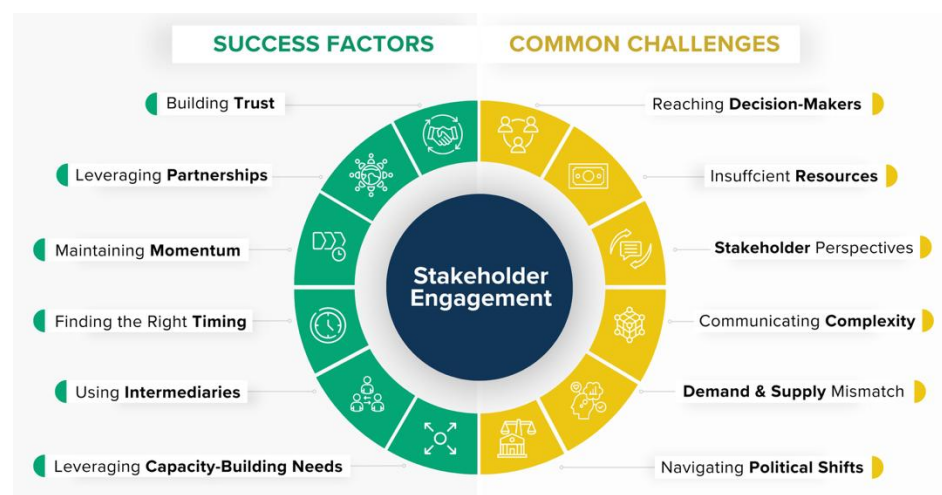 SUCCESS FACTORS
COMMON CHALLENGES
Building Trust
Leveraging Partnerships
Maintaining Momentum
Finding the Right Timing
Using Intermediaries
Leveraging Capacity-Building Needs
Stakeholder
Engagement
Reaching Decision-Makers
Insuffcient Resources
Stakeholder Perspectives
Communicating Complexity
Demand & Supply Mismatch
Navigating Political Shifts